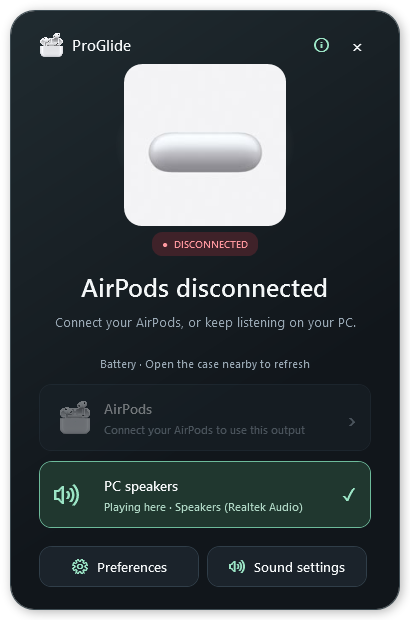 ProGlide
DISCONNECTED
AirPods disconnected
Connect your AirPods, or keep listening on your PC.
Battery · Open the case nearby to refresh
AirPods
Connect your AirPods to use this output
PC speakers
Playing here · Speakers (Realtek Audio)
Preferences
Sound settings